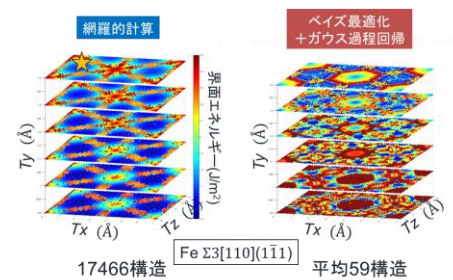 網羅的計算
ベイズ最適化
＋ガウス過程回帰
界面エネルギー(J/m²)
Ty (Å)
Tx (Å)
Tz (Å)
Ty (Å)
Tx (Å)
Tz (Å)
Fe Σ3[110](11̄1)
17466構造
平均59構造